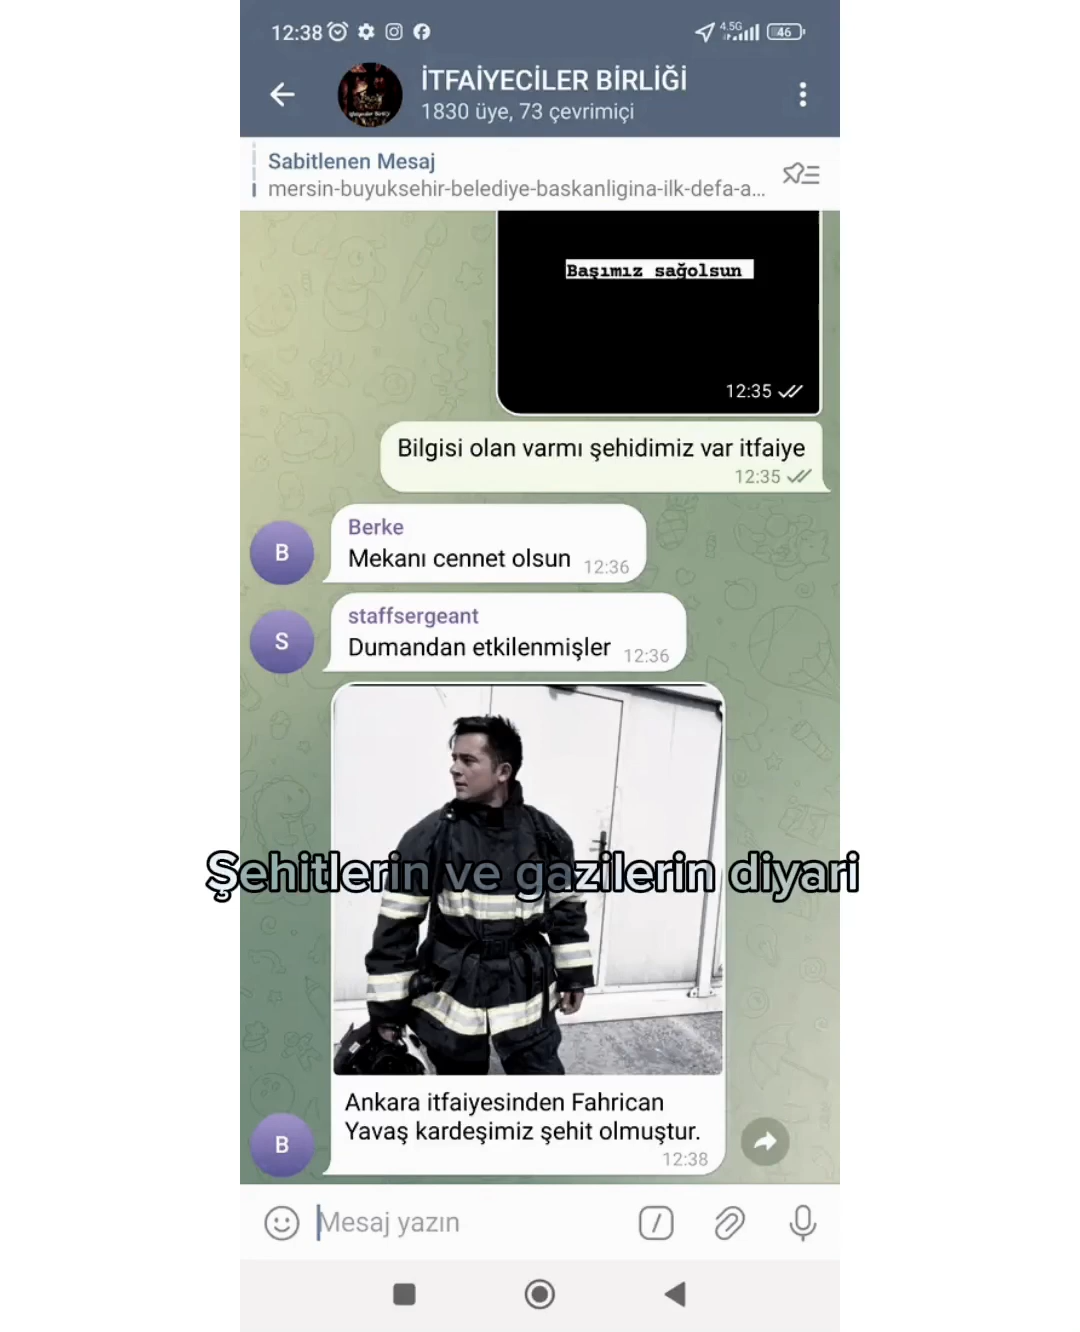 12:38
4.5G
46
İTFAİYECİLER BİRLİĞİ
1830 üye, 73 çevrimiçi
Sabitlenen Mesaj
mersin-buyuksehir-belediye-baskanligina-ilk-defa-a...
Başımız sağolsun
12:35
Bilgisi olan varmı şehidimiz var itfaiye
12:35
Berke
B
Mekanı cennet olsun 12:36
staffsergeant
S
Dumandan etkilenmişler 12:36
Şehitlerin ve gazilerin diyari
Ankara itfaiyesinden Fahrican
Yavaş kardeşimiz şehit olmuştur.
B
12:38
Mesaj yazın